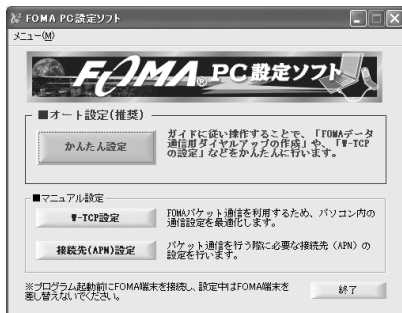 FOMA PC設定ソフト
メニュー(M)
FOMA® PC設定ソフト
■オート設定(推奨)
かんたん設定
ガイドに従い操作することで、「FOMAデータ
通信用ダイヤルアップの作成」や、「W-TCP
の設定」などをかんたんに行います。
■マニュアル設定
W-TCP設定
FOMAパケット通信を利用するため、パソコン内の
通信設定を最適化します。
接続先(APN)設定
パケット通信を行う際に必要な接続先（APN）の
設定を行います。
※プログラム起動前にFOMA端末を接続し、設定中はFOMA端末を
差し替えないでください。
終了